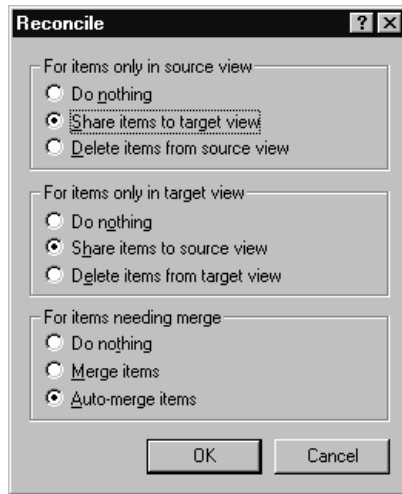 Reconcile
For items only in source view
Do nothing
Share items to target view
Delete items from source view
For items only in target view
Do nothing
Share items to source view
Delete items from target view
For items needing merge
Do nothing
Merge items
Auto-merge items
OK Cancel